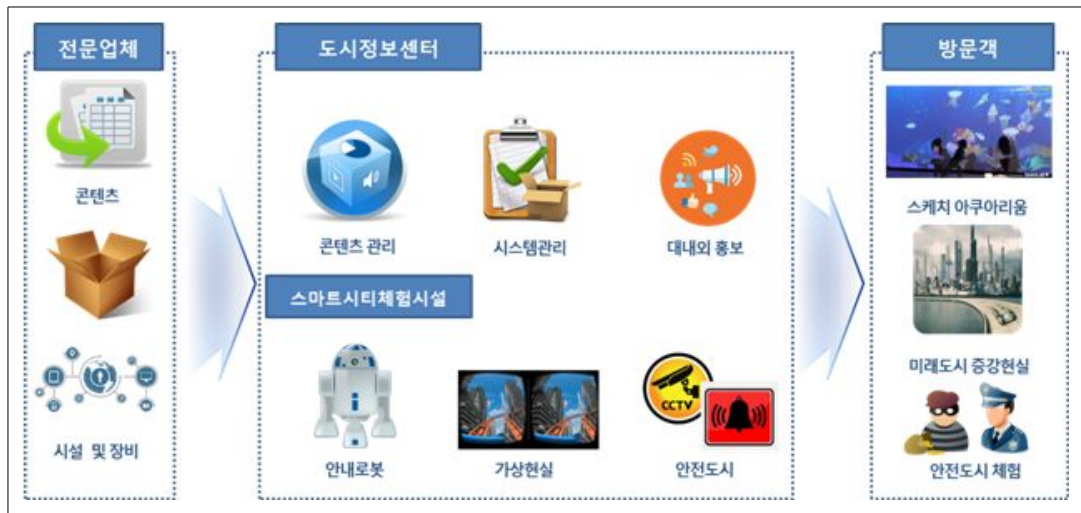 전문업체
콘텐츠
시설 및 장비
도시정보센터
콘텐츠 관리
시스템관리
대내외 홍보
스마트시티체험시설
안내로봇
가상현실
CCTV
안전도시
방문객
스케치 아쿠아리움
미래도시 증강현실
안전도시 체험